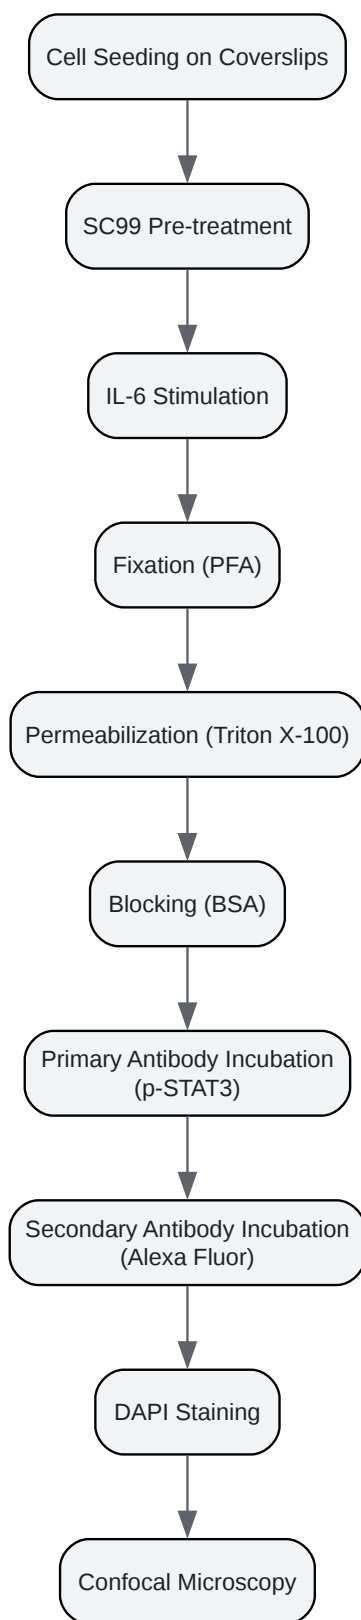 Cell Seeding on Coverslips
SC99 Pre-treatment
IL-6 Stimulation
Fixation (PFA)
Permeabilization (Triton X-100)
Blocking (BSA)
Primary Antibody Incubation
(p-STAT3)
Secondary Antibody Incubation
(Alexa Fluor)
DAPI Staining
Confocal Microscopy